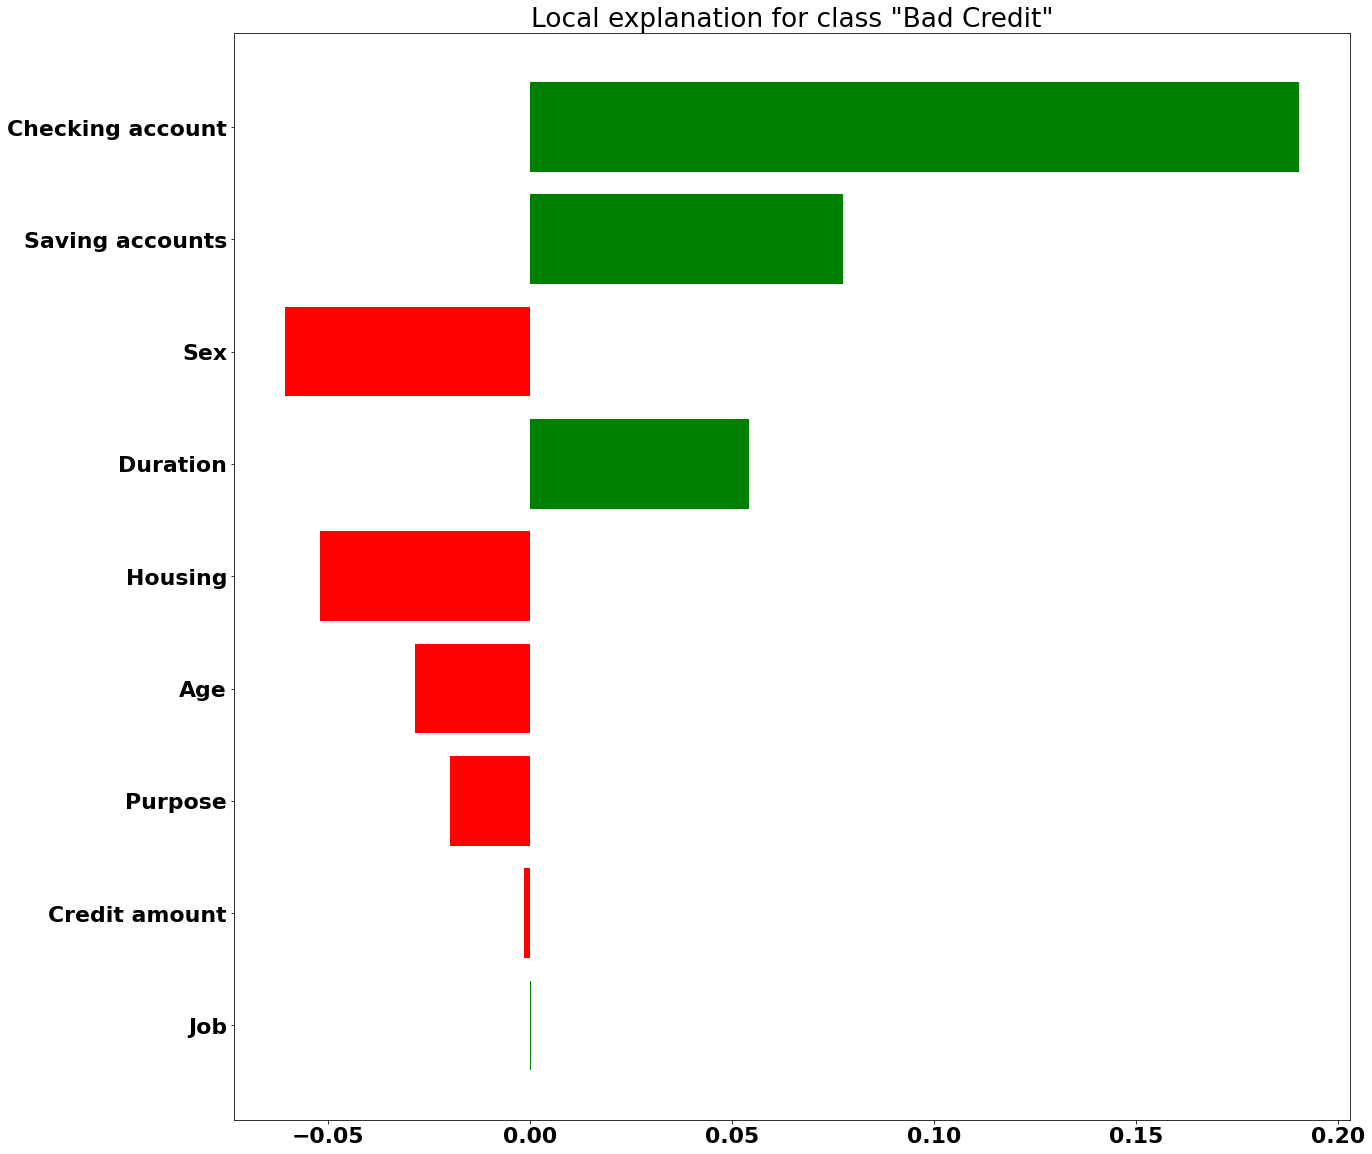 Local explanation for class "Bad Credit"
Checking account
Saving accounts
Sex
Duration
Housing
Age
Purpose
Credit amount
Job
−0.05 0.00 0.05 0.10 0.15 0.20